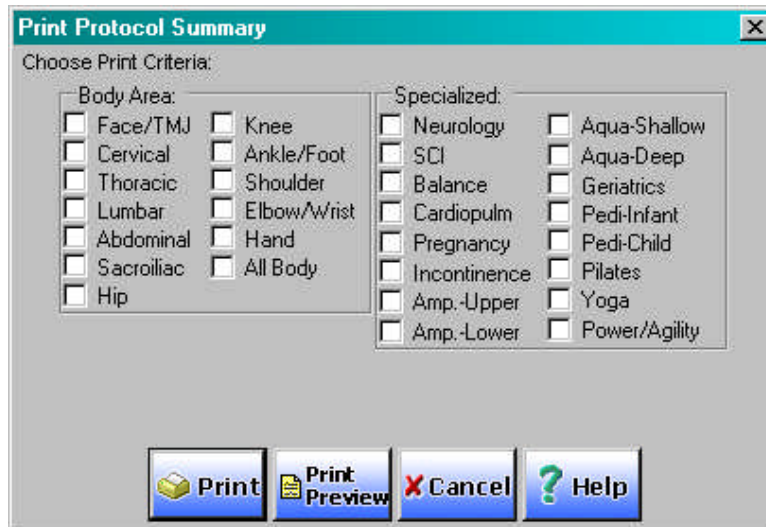 Print Protocol Summary
Choose Print Criteria:
Body Area:
Face/TMJ
Cervical
Thoracic
Lumbar
Abdominal
Sacroiliac
Hip
Knee
Ankle/Foot
Shoulder
Elbow/Wrist
Hand
All Body
Specialized:
Neurology
SCI
Balance
Cardiopulm
Pregnancy
Incontinence
Amp.-Upper
Amp.-Lower
Aqua-Shallow
Aqua-Deep
Geriatrics
Pedi-Infant
Pedi-Child
Pilates
Yoga
Power/Agility
Print
Print
Preview
Cancel
Help